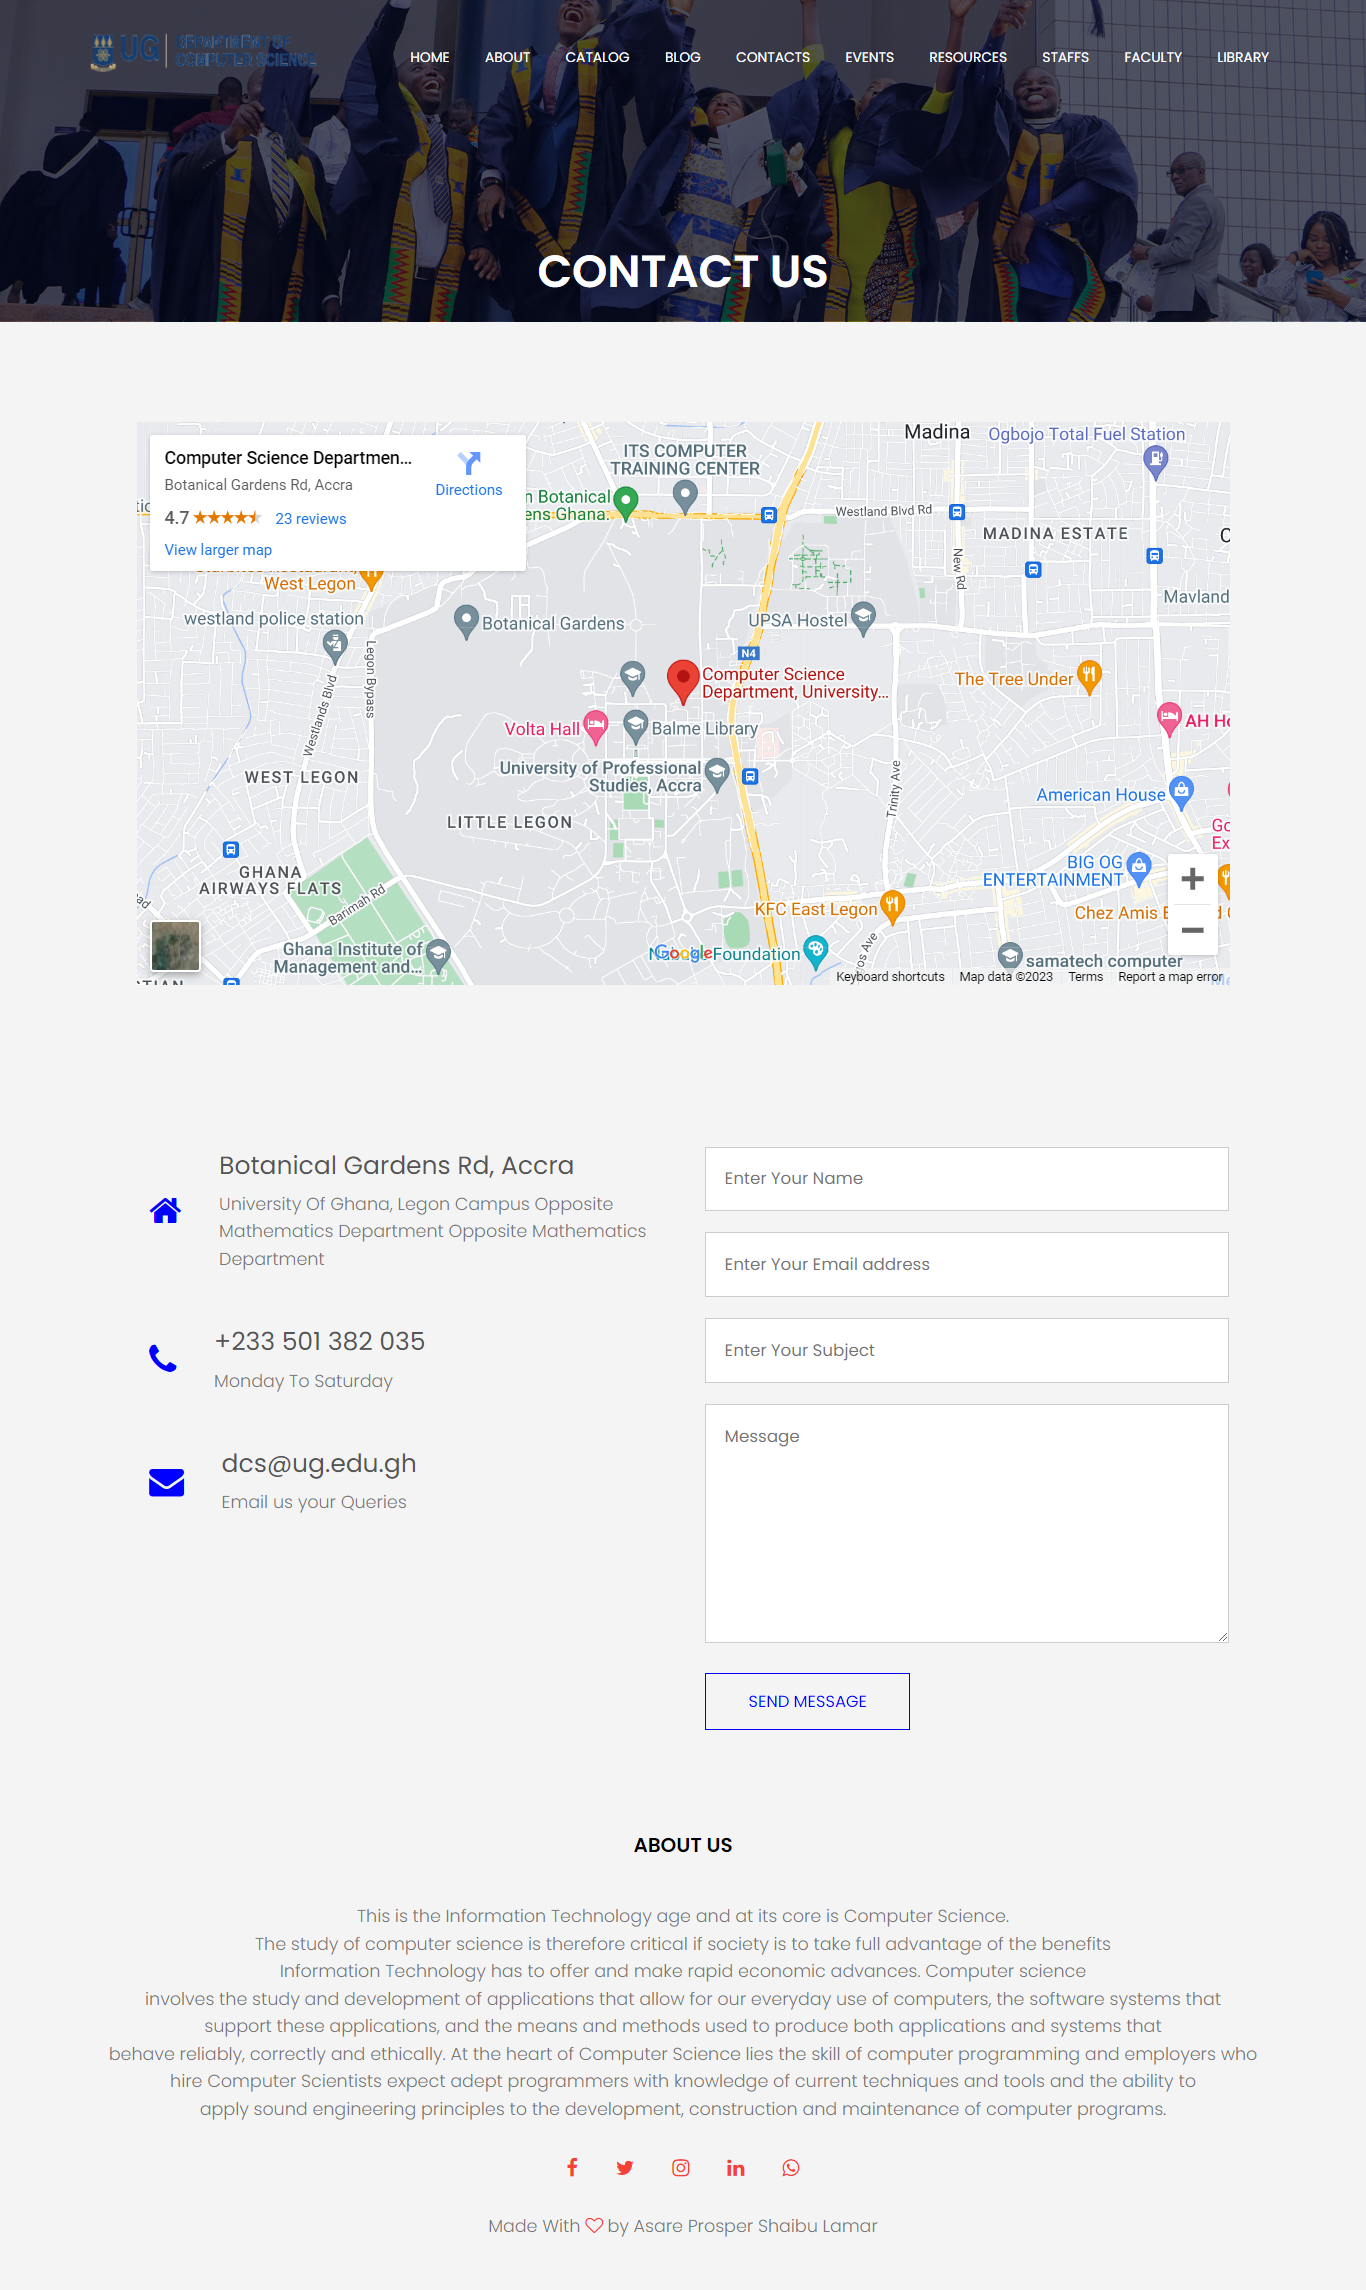 UG DEPARTMENT OF
COMPUTER SCIENCE
HOME ABOUT CATALOG BLOG CONTACTS EVENTS RESOURCES STAFFS FACULTY LIBRARY
CONTACT US
Computer Science Departmen...
Botanical Gardens Rd, Accra
Directions
4.7 23 reviews
View larger map
Madina
Ogbojo Total Fuel Station
ITS COMPUTER
TRAINING CENTER
n Botanical
ens Ghana.
Westland Blvd Rd
New Rd
MADINA ESTATE
West Legon
Mavland
westland police station
Botanical Gardens
UPSA Hostel
Legon Bypass
N4
Westlands Blvd
Computer Science
Department, University...
The Tree Under
Volta Hall
Balme Library
AH Ho
WEST LEGON
University of Professional
Studies, Accra
Trinity Ave
American House
LITTLE LEGON
Go
Ex
GHANA
AIRWAYS FLATS
BIG OG
ENTERTAINMENT
Barimah Rd
KFC East Legon
Chez Amis B
Ghana Institute of
Management and...
Google
Foundation
os Ave
samatech computer
Keyboard shortcuts Map data ©2023 Terms Report a map error
Botanical Gardens Rd, Accra
University Of Ghana, Legon Campus Opposite
Mathematics Department Opposite Mathematics
Department
+233 501 382 035
Monday To Saturday
dcs@ug.edu.gh
Email us your Queries
Enter Your Name
Enter Your Email address
Enter Your Subject
Message
SEND MESSAGE
ABOUT US
This is the Information Technology age and at its core is Computer Science.
The study of computer science is therefore critical if society is to take full advantage of the benefits
Information Technology has to offer and make rapid economic advances. Computer science
involves the study and development of applications that allow for our everyday use of computers, the software systems that
support these applications, and the means and methods used to produce both applications and systems that
behave reliably, correctly and ethically. At the heart of Computer Science lies the skill of computer programming and employers who
hire Computer Scientists expect adept programmers with knowledge of current techniques and tools and the ability to
apply sound engineering principles to the development, construction and maintenance of computer programs.
Made With ♡ by Asare Prosper Shaibu Lamar